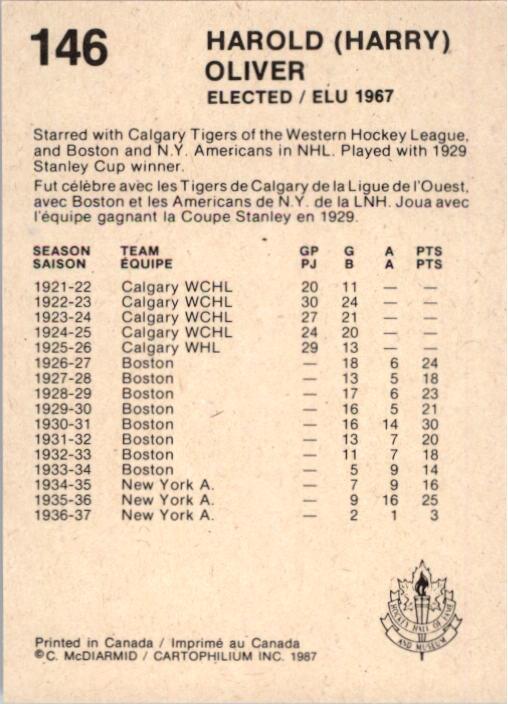 146
HAROLD (HARRY)
OLIVER
ELECTED / ELU 1967
Starred with Calgary Tigers of the Western Hockey League,
and Boston and N.Y. Americans in NHL. Played with 1929
Stanley Cup winner.
Fut célèbre avec les Tigers de Calgary de la Ligue de l'Ouest,
avec Boston et les Americans de N.Y. de la LNH. Joua avec
l'équipe gagnant la Coupe Stanley en 1929.
SEASON TEAM GP G A PTS
SAISON ÉQUIPE PJ B A PTS
1921-22 Calgary WCHL 20 11 — —
1922-23 Calgary WCHL 30 24 — —
1923-24 Calgary WCHL 27 21 — —
1924-25 Calgary WCHL 24 20 — —
1925-26 Calgary WHL 29 13 — —
1926-27 Boston — 18 6 24
1927-28 Boston — 13 5 18
1928-29 Boston — 17 6 23
1929-30 Boston — 16 5 21
1930-31 Boston — 16 14 30
1931-32 Boston — 13 7 20
1932-33 Boston — 11 7 18
1933-34 Boston — 5 9 14
1934-35 New York A. — 7 9 16
1935-36 New York A. — 9 16 25
1936-37 New York A. — 2 1 3
HOCKEY HALL OF FAME
AND MUSEUM
Printed in Canada / Imprimé au Canada
©C. McDIARMID / CARTOPHILIUM INC. 1987